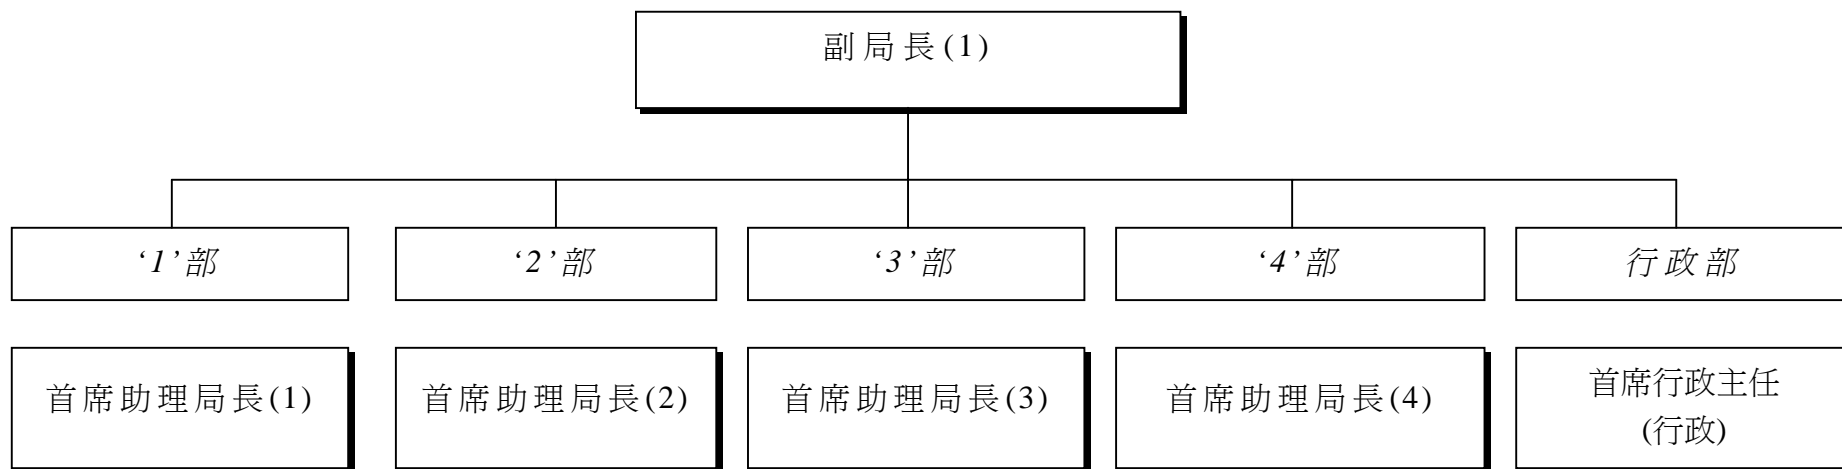 副局長(1)
‘1’部
‘2’部
‘3’部
‘4’部
行政部
首席助理局長(1)
首席助理局長(2)
首席助理局長(3)
首席助理局長(4)
首席行政主任
(行政)